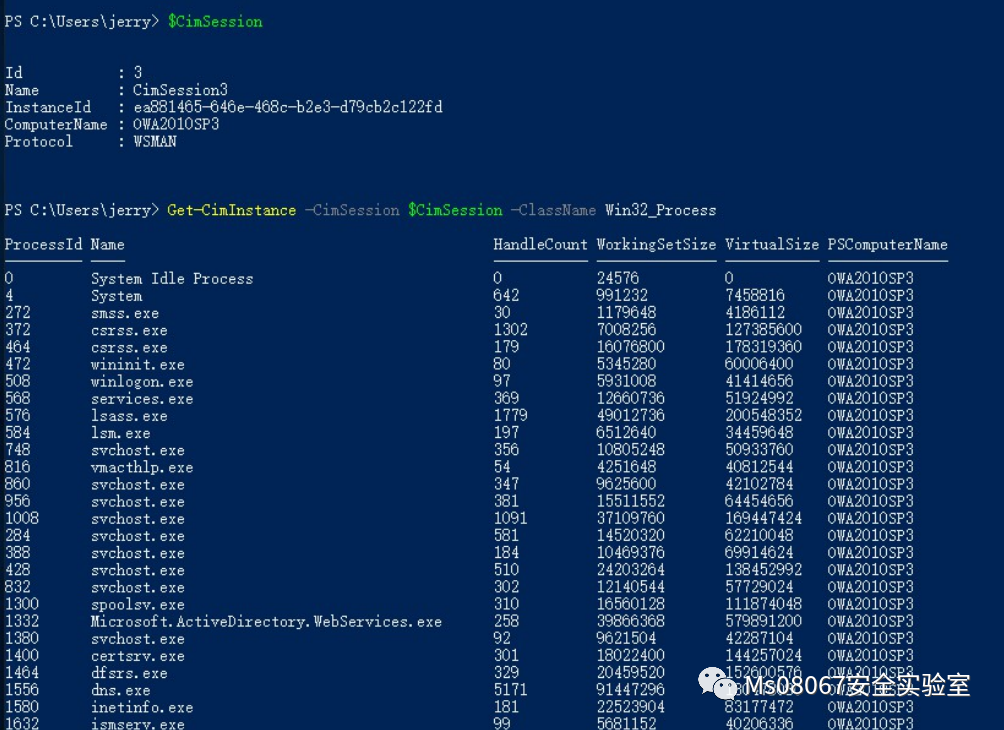 PS C:\Users\jerry> $CimSession
Id : 3
Name : CimSession3
InstanceId : ea881465-646e-468c-b2e3-d79cb2c122fd
ComputerName : OWA2010SP3
Protocol : WSMAN
PS C:\Users\jerry> Get-CimInstance -CimSession $CimSession -ClassName Win32_Process
ProcessId Name HandleCount WorkingSetSize VirtualSize PSComputerName
0 System Idle Process 0 24576 0 OWA2010SP3
4 System 642 991232 7458816 OWA2010SP3
272 smss.exe 30 1179648 4186112 OWA2010SP3
372 csrss.exe 1302 7008256 127385600 OWA2010SP3
464 csrss.exe 179 16076800 178319360 OWA2010SP3
472 wininit.exe 80 5345280 60006400 OWA2010SP3
508 winlogon.exe 97 5931008 41414656 OWA2010SP3
568 services.exe 369 12660736 51924992 OWA2010SP3
576 lsass.exe 1779 49012736 200548352 OWA2010SP3
584 lsm.exe 197 6512640 34459648 OWA2010SP3
748 svchost.exe 356 10805248 50933760 OWA2010SP3
816 vmacthlp.exe 54 4251648 40812544 OWA2010SP3
860 svchost.exe 347 9625600 42102784 OWA2010SP3
956 svchost.exe 381 15511552 64454656 OWA2010SP3
1008 svchost.exe 1091 37109760 169447424 OWA2010SP3
284 svchost.exe 581 14520320 62210048 OWA2010SP3
388 svchost.exe 184 10469376 69914624 OWA2010SP3
428 svchost.exe 510 24203264 138452992 OWA2010SP3
832 svchost.exe 302 12140544 57729024 OWA2010SP3
1300 spoolsv.exe 310 16560128 111874048 OWA2010SP3
1332 Microsoft.ActiveDirectory.WebServices.exe 258 39866368 579891200 OWA2010SP3
1380 svchost.exe 92 9621504 42287104 OWA2010SP3
1400 certsrv.exe 301 18022400 144257024 OWA2010SP3
1464 dfsrs.exe 329 20459520 152600576 OWA2010SP3
1556 dns.exe 5171 91447296
Ms08067安全实验室
1580 inetinfo.exe 181 22523904 83177472 OWA2010SP3
1632 ismserv.exe 99 5681152 40206336 OWA2010SP3